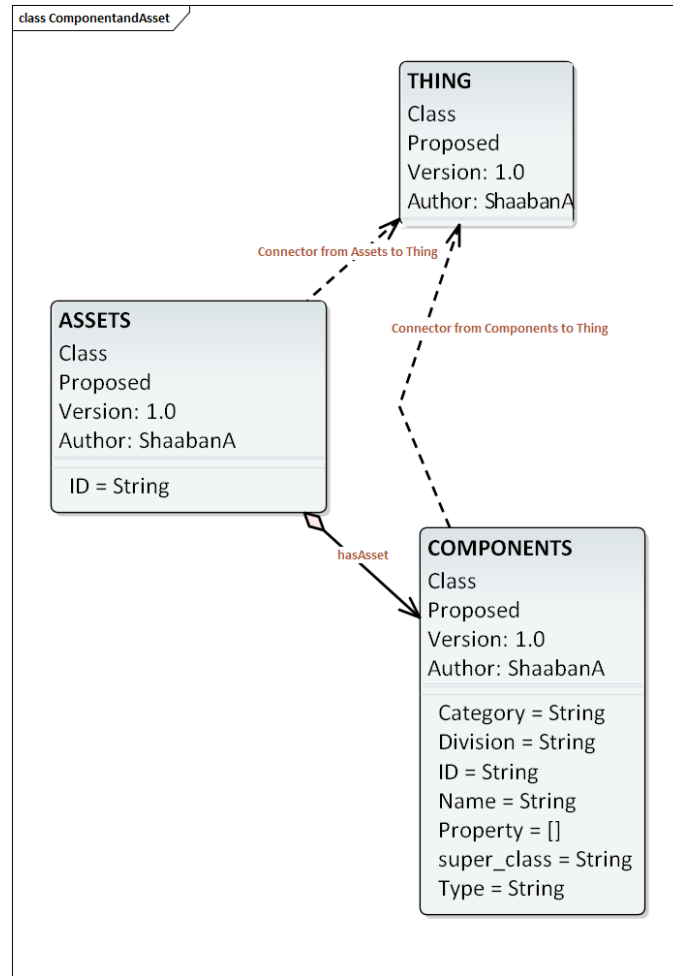 class ComponentandAsset
THING
Class
Proposed
Version: 1.0
Author: ShaabanA
Connector from Assets to Thing
ASSETS
Class
Proposed
Version: 1.0
Author: ShaabanA
ID = String
Connector from Components to Thing
hasAsset
COMPONENTS
Class
Proposed
Version: 1.0
Author: ShaabanA
Category = String
Division = String
ID = String
Name = String
Property = []
super_class = String
Type = String